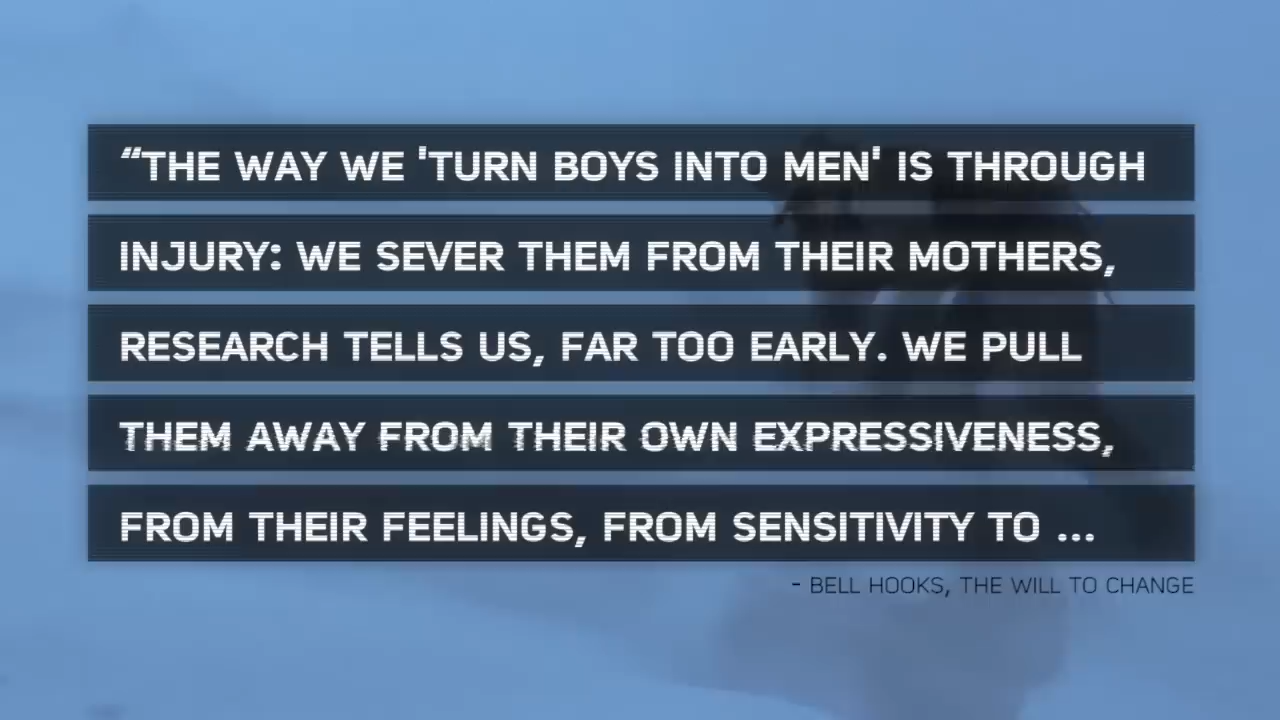 “THE WAY WE 'TURN BOYS INTO MEN' IS THROUGH
INJURY: WE SEVER THEM FROM THEIR MOTHERS,
RESEARCH TELLS US, FAR TOO EARLY. WE PULL
THEM AWAY FROM THEIR OWN EXPRESSIVENESS,
FROM THEIR FEELINGS, FROM SENSITIVITY TO ...
- BELL HOOKS, THE WILL TO CHANGE